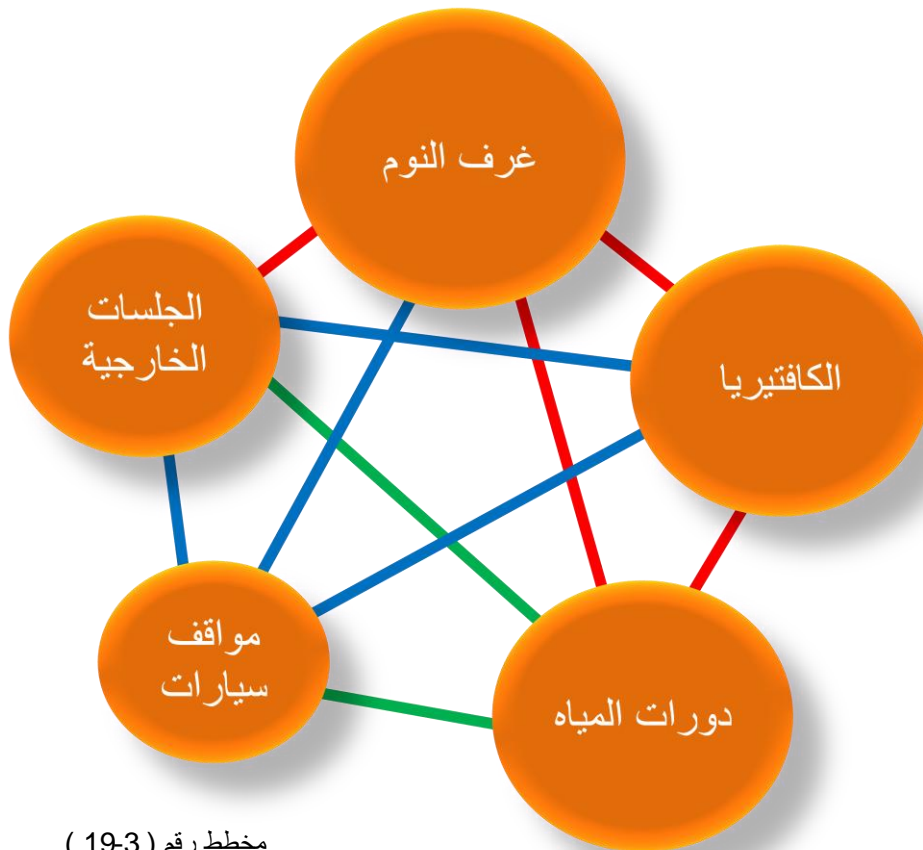 غرف النوم
الجلسات
الخارجية
الكافتيريا
مواقف
سيارات
دورات المياه
مخطط رقم ( 3-19 )